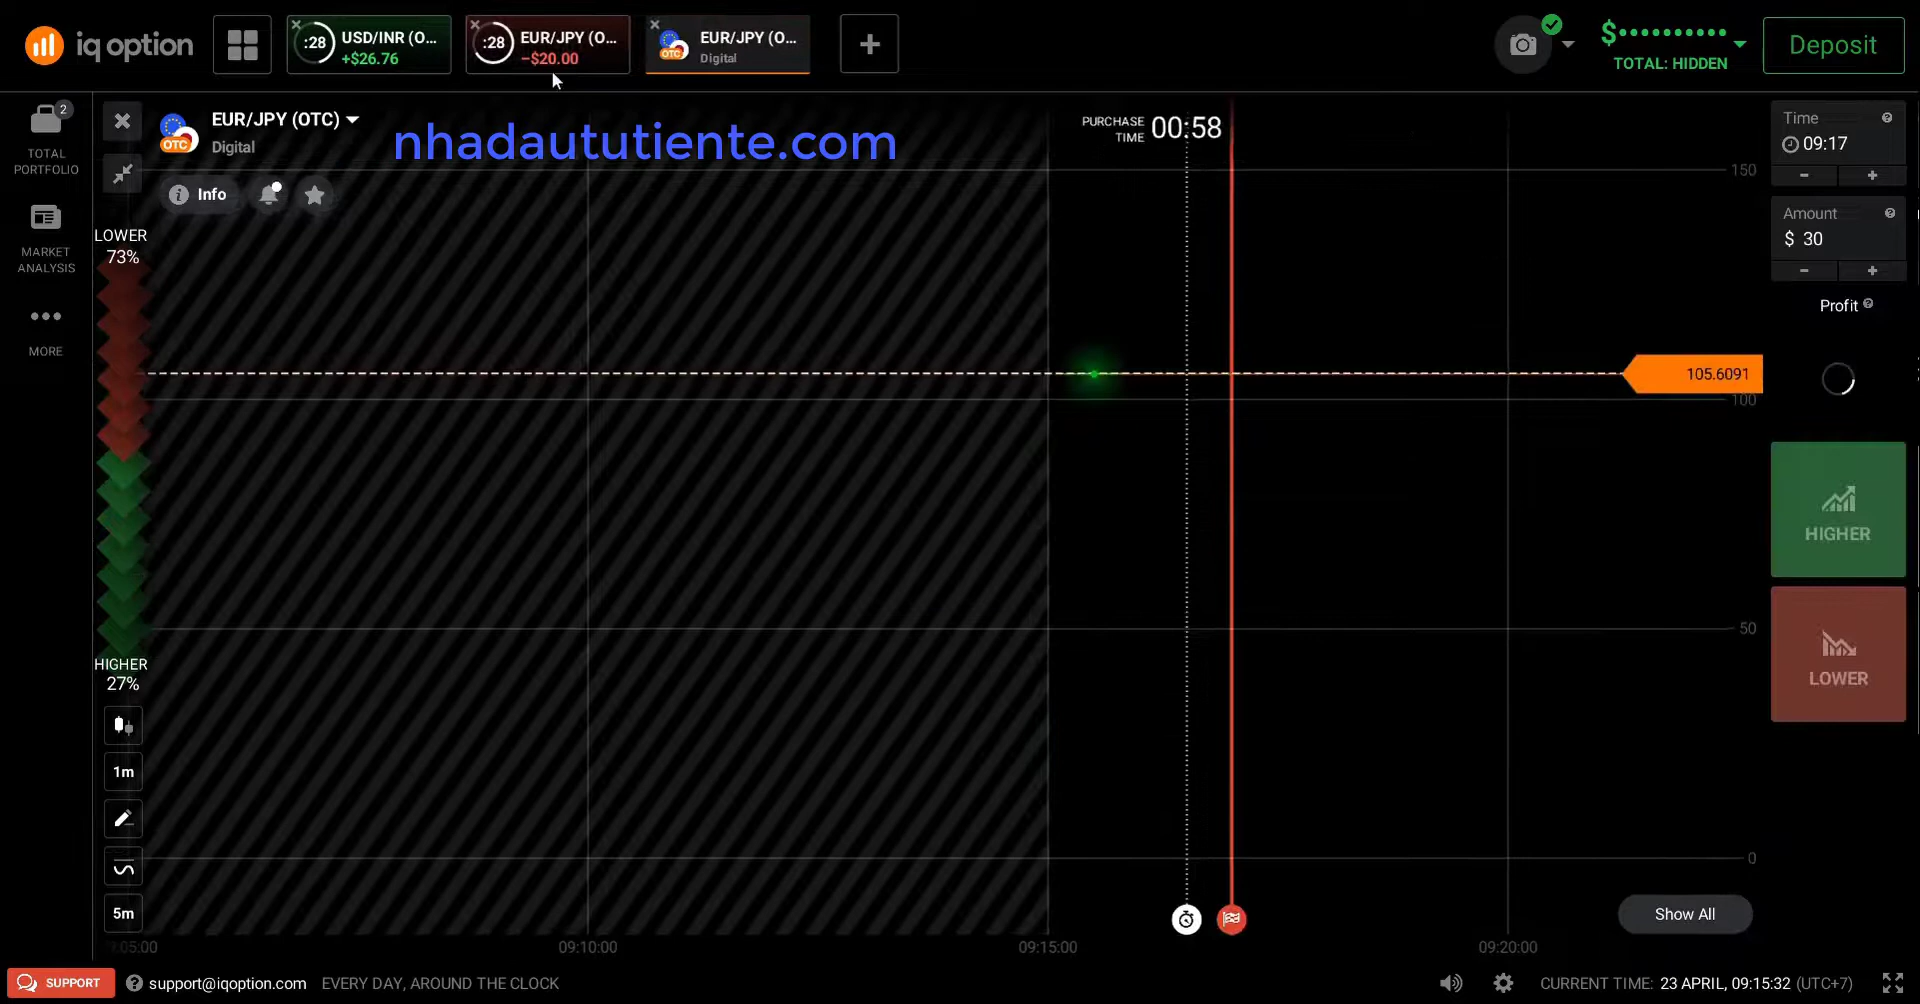 iq option
:28
USD/INR (O...
+$26.76
:28
EUR/JPY (O...
−$20.00
OTC
EUR/JPY (O...
Digital
$
TOTAL: HIDDEN
Deposit
2
TOTAL
PORTFOLIO
MARKET
ANALYSIS
MORE
OTC
EUR/JPY (OTC)
Digital
nhadautuTiente.com
Info
LOWER
73%
HIGHER
27%
1m
5m
PURCHASE
TIME
00:58
150
105.6091
100
50
0
05:00
09:10:00
09:15:00
09:20:00
Show All
Time
09:17
- +
Amount
$ 30
- +
Profit
HIGHER
LOWER
SUPPORT
support@iqoption.com
EVERY DAY, AROUND THE CLOCK
CURRENT TIME: 23 APRIL, 09:15:32 (UTC+7)